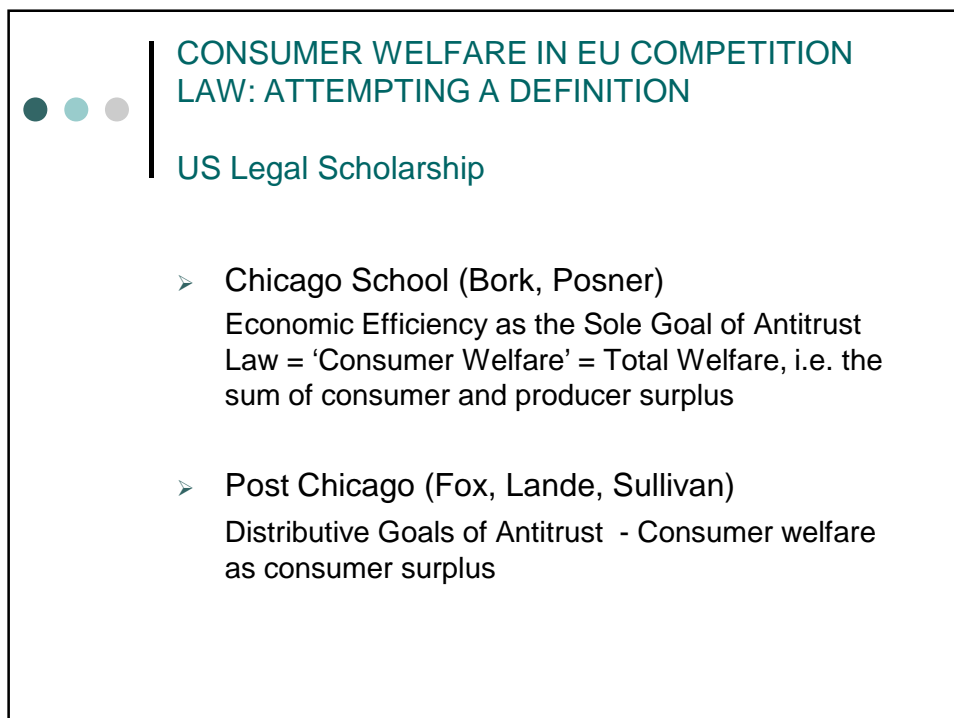 CONSUMER WELFARE IN EU COMPETITION
LAW: ATTEMPTING A DEFINITION
US Legal Scholarship
➢ Chicago School (Bork, Posner)
Economic Efficiency as the Sole Goal of Antitrust
Law = ‘Consumer Welfare’ = Total Welfare, i.e. the
sum of consumer and producer surplus
➢ Post Chicago (Fox, Lande, Sullivan)
Distributive Goals of Antitrust - Consumer welfare
as consumer surplus